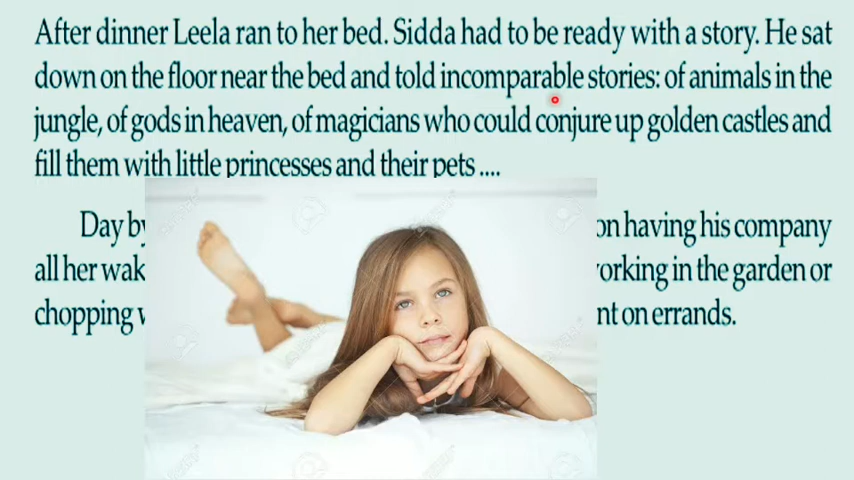 After dinner Leela ran to her bed. Sidda had to be ready with a story. He sat
down on the floor near the bed and told incomparable stories: of animals in the
jungle, of gods in heaven, of magicians who could conjure up golden castles and
fill them with little princesses and their pets ....
Day by on having his company
all her in the garden or
chopping on errands.